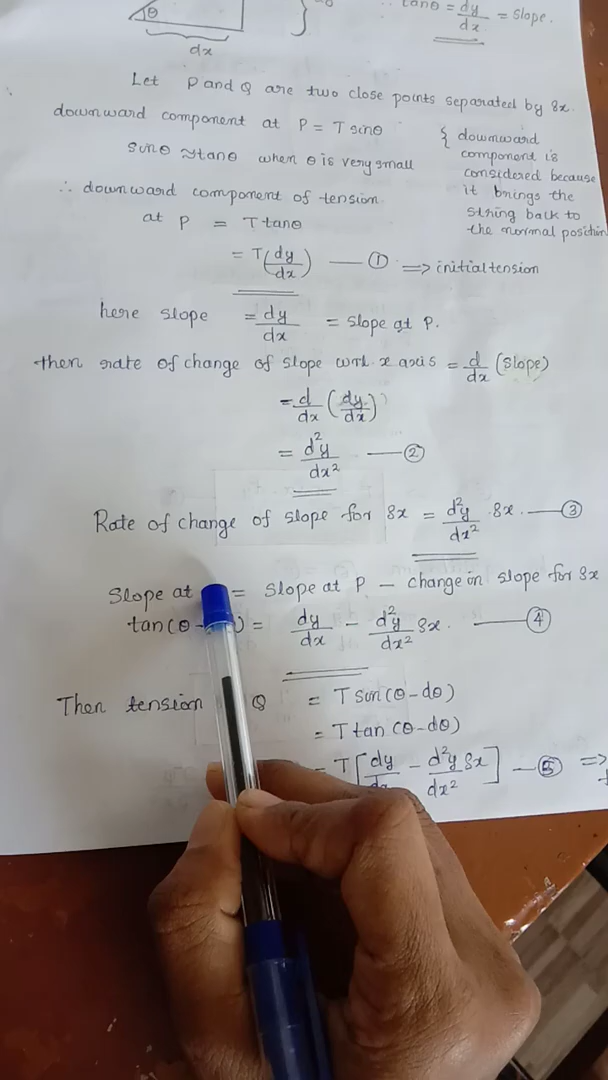 θ
dx
tanθ = dy/dx = slope.
Let P and Q are two close points separated by δx.
downward component at P = T sinθ
sinθ ≈ tanθ when θ is very small
{ downward
component is
considered because
it brings the
string back to
the normal position
∴ downward component of tension
at P = T tanθ
= T(dy/dx) — ① => initial tension
here slope = dy/dx = slope at P.
then rate of change of slope w.r.t. x axis = d/dx (slope)
= d/dx (dy/dx)
= d²y/dx² — ②
Rate of change of slope for δx = d²y/dx² · δx. — ③
Slope at = slope at P – change in slope for δx
tan(θ - ) = dy/dx - d²y/dx² δx. — ④
Then tension Q = T sin(θ-dθ)
= T tan(θ-dθ)
= T[dy/dx - d²y/dx² δx] — ⑤ =>